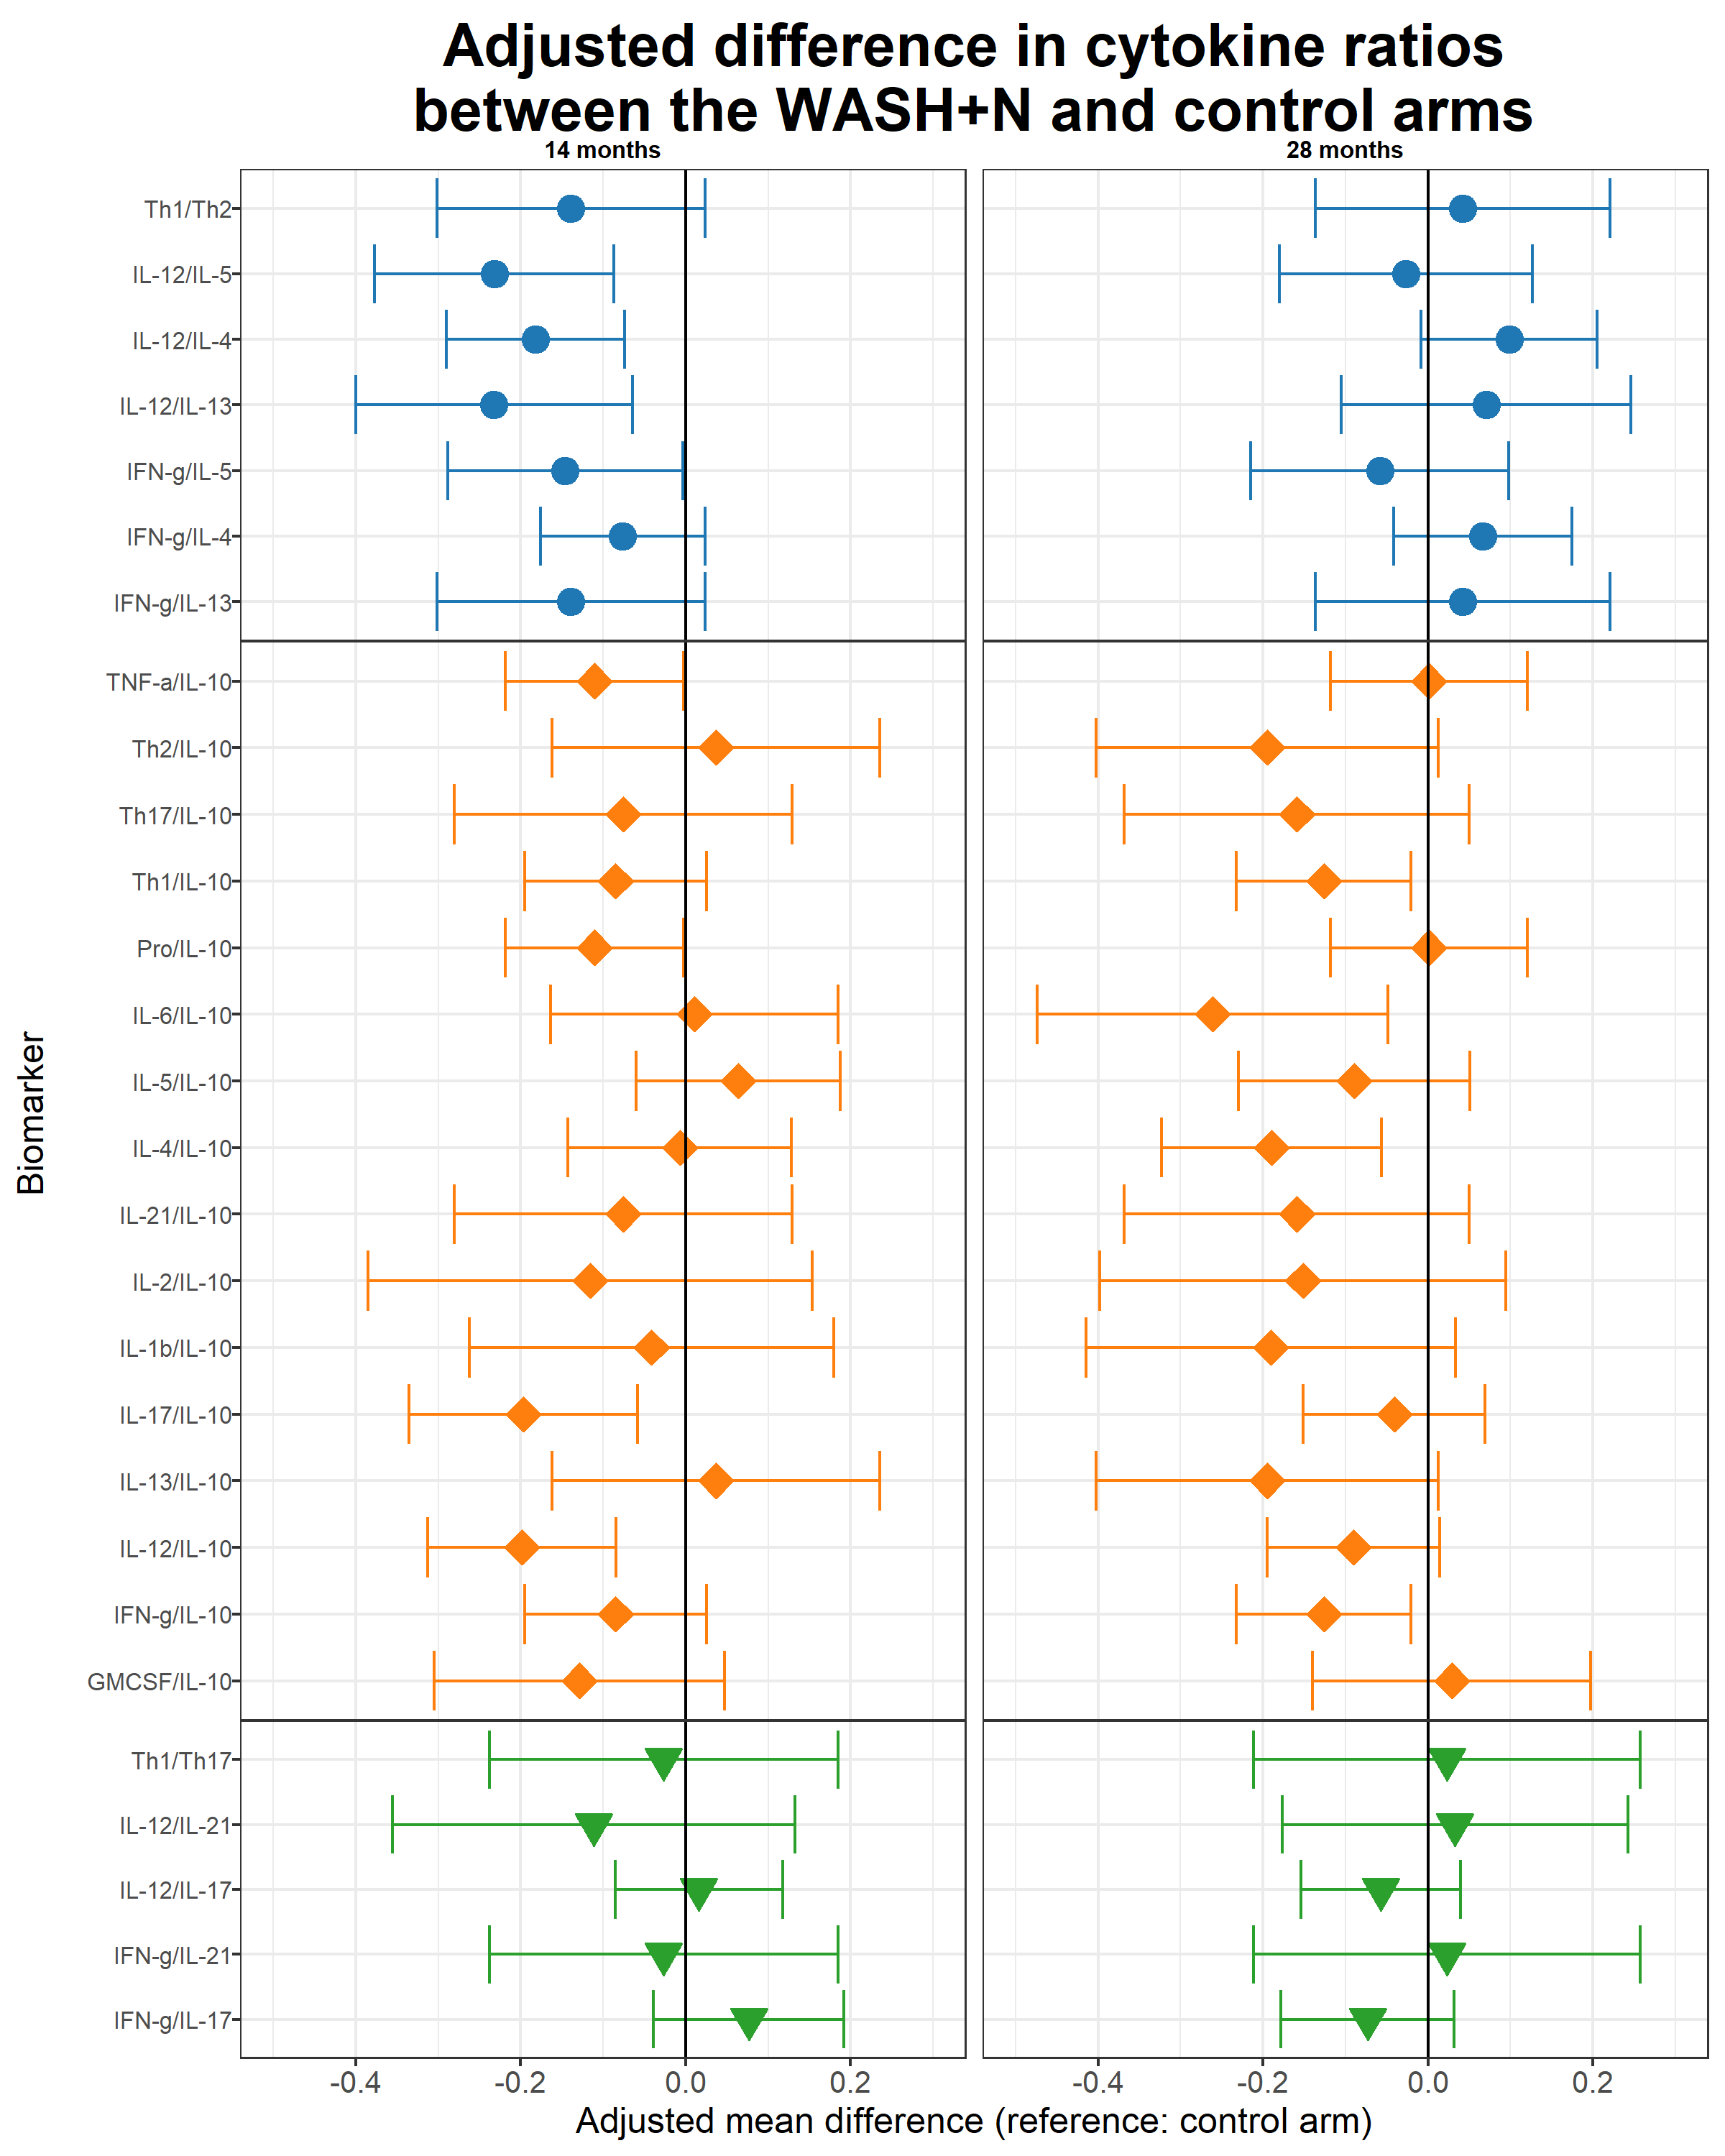 Adjusted difference in cytokine ratios
between the WASH+N and control arms
14 months
28 months
Biomarker
Th1/Th2
IL-12/IL-5
IL-12/IL-4
IL-12/IL-13
IFN-g/IL-5
IFN-g/IL-4
IFN-g/IL-13
TNF-a/IL-10
Th2/IL-10
Th17/IL-10
Th1/IL-10
Pro/IL-10
IL-6/IL-10
IL-5/IL-10
IL-4/IL-10
IL-21/IL-10
IL-2/IL-10
IL-1b/IL-10
IL-17/IL-10
IL-13/IL-10
IL-12/IL-10
IFN-g/IL-10
GMCSF/IL-10
Th1/Th17
IL-12/IL-21
IL-12/IL-17
IFN-g/IL-21
IFN-g/IL-17
-0.4 -0.2 0.0 0.2
-0.4 -0.2 0.0 0.2
Adjusted mean difference (reference: control arm)